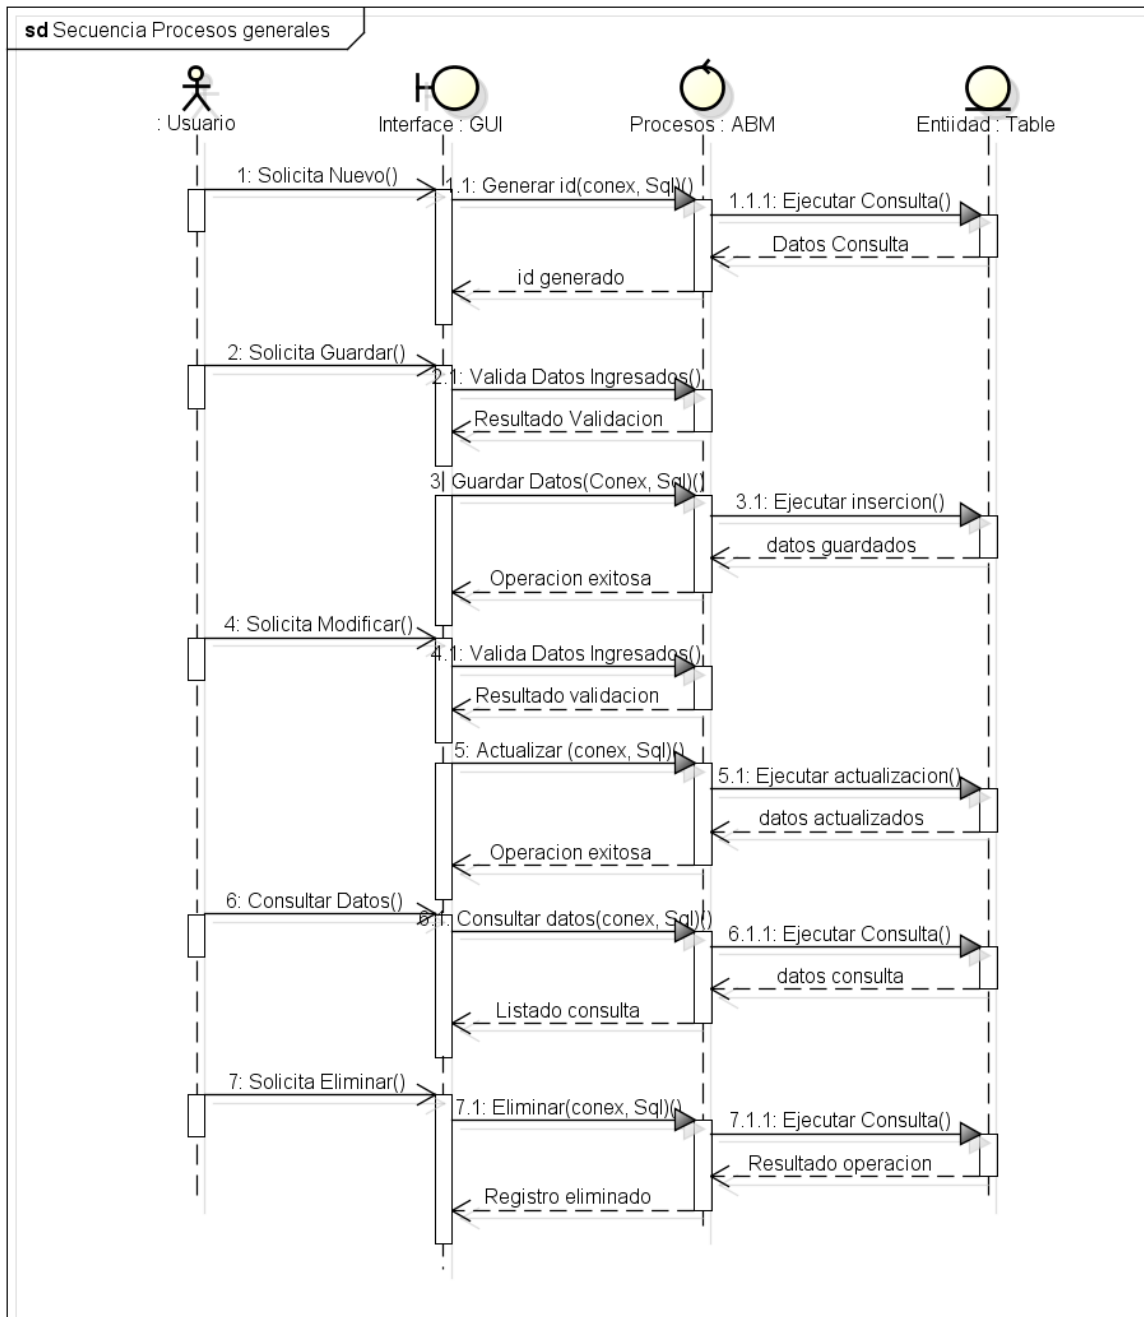 sd Secuencia Procesos generales
: Usuario
Interface : GUI
Procesos : ABM
Entiidad : Table
1: Solicita Nuevo()
1.1: Generar id(conex, Sql)()
1.1.1: Ejecutar Consulta()
Datos Consulta
id generado
2: Solicita Guardar()
2.1: Valida Datos Ingresados()
Resultado Validacion
3: Guardar Datos(Conex, Sql)()
3.1: Ejecutar insercion()
datos guardados
Operacion exitosa
4: Solicita Modificar()
4.1: Valida Datos Ingresados()
Resultado validacion
5: Actualizar (conex, Sql)()
5.1: Ejecutar actualizacion()
datos actualizados
Operacion exitosa
6: Consultar Datos()
6.1: Consultar datos(conex, Sql)()
6.1.1: Ejecutar Consulta()
datos consulta
Listado consulta
7: Solicita Eliminar()
7.1: Eliminar(conex, Sql)()
7.1.1: Ejecutar Consulta()
Resultado operacion
Registro eliminado